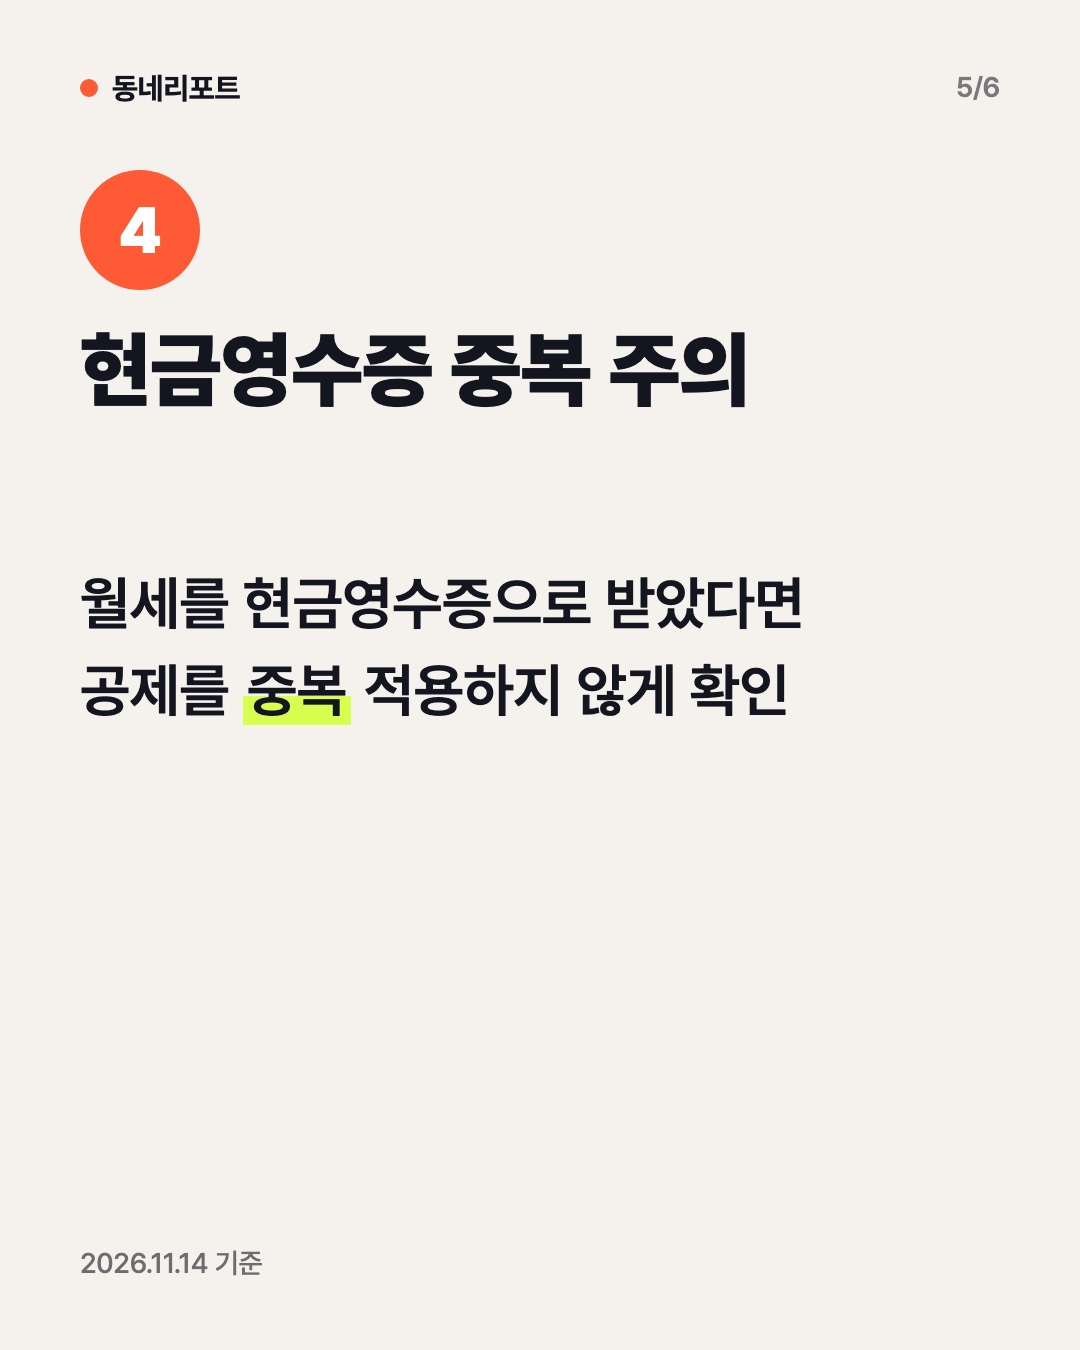 동네리포트
5/6
4
현금영수증 중복 주의
월세를 현금영수증으로 받았다면
공제를 중복 적용하지 않게 확인
2026.11.14 기준